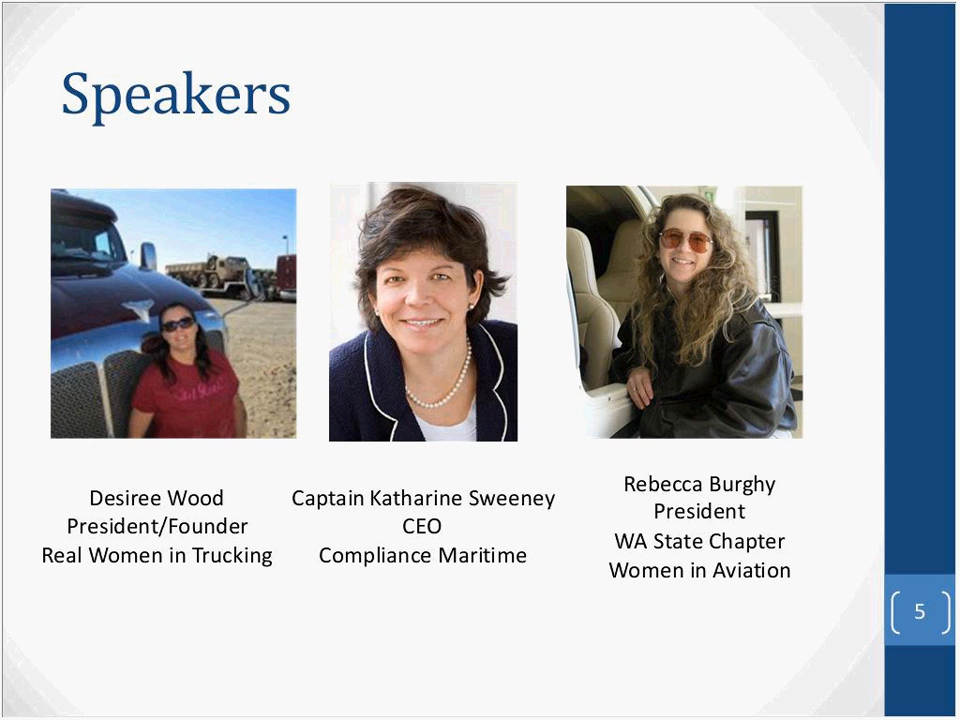 Speakers
Desiree Wood
President/Founder
Real Women in Trucking
Captain Katharine Sweeney
CEO
Compliance Maritime
Rebecca Burghy
President
WA State Chapter
Women in Aviation
5